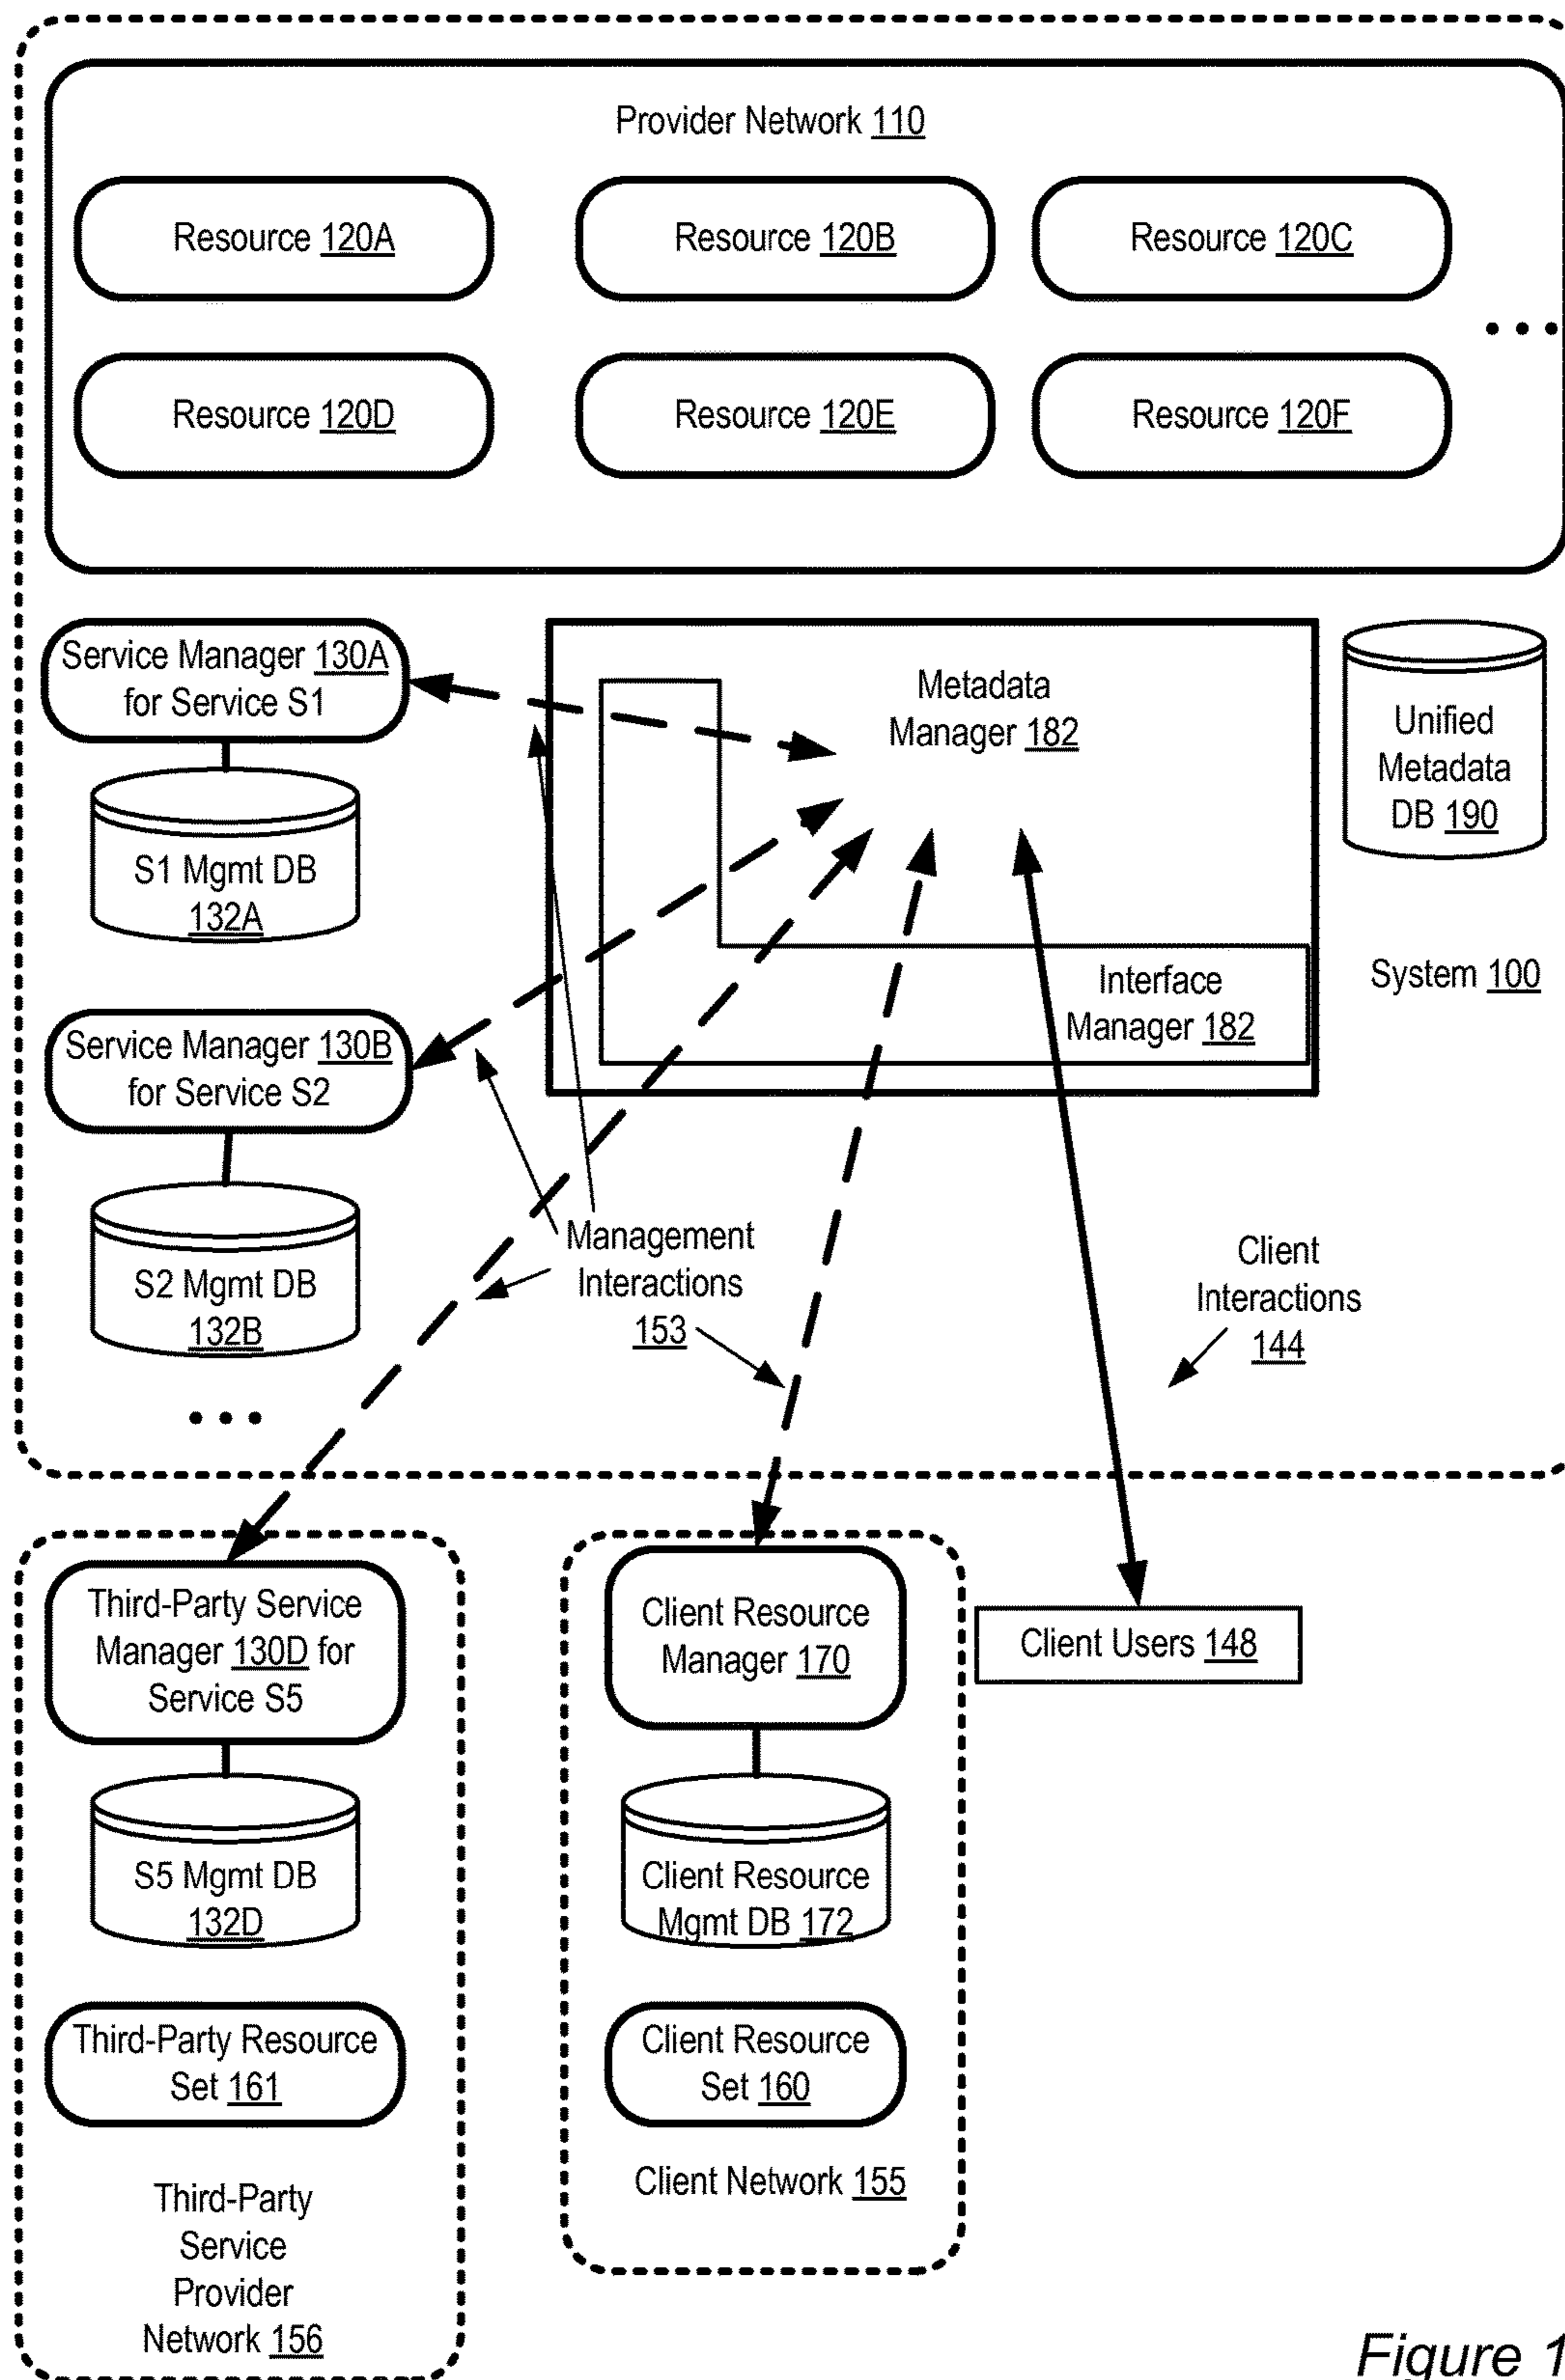 Provider Network 110
Resource 120A
Resource 120B
Resource 120C
Resource 120D
Resource 120E
Resource 120F
Service Manager 130A
for Service S1
Metadata
Manager 182
Unified
Metadata
DB 190
S1 Mgmt DB
132A
Interface
Manager 182
System 100
Service Manager 130B
for Service S2
S2 Mgmt DB
132B
Management
Interactions
153
Client
Interactions
144
Third-Party Service
Manager 130D for
Service S5
Client Resource
Manager 170
Client Users 148
S5 Mgmt DB
132D
Client Resource
Mgmt DB 172
Third-Party Resource
Set 161
Client Resource
Set 160
Client Network 155
Third-Party
Service
Provider
Network 156
Figure 1